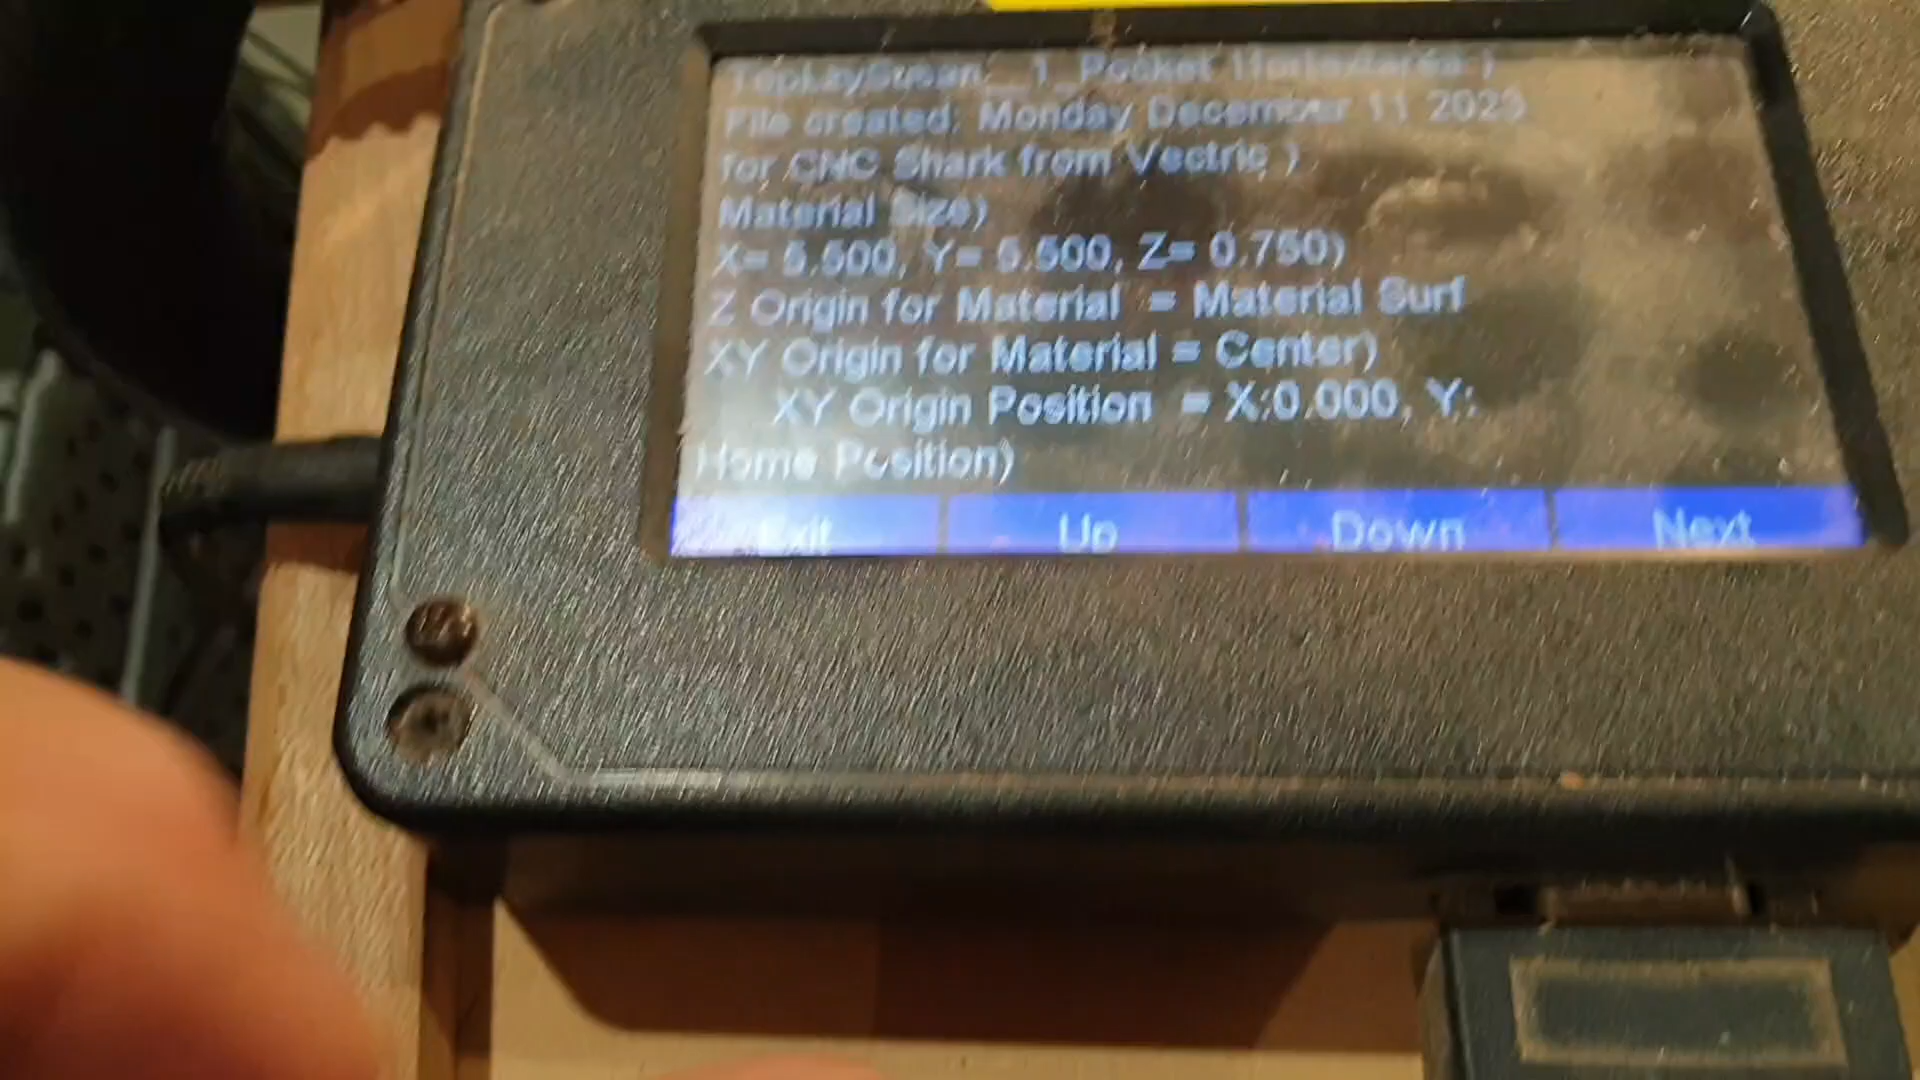 TopLazySusan__1_Pocket
File created: Monday December 11 2023
for CNC Shark from Vectric )
Material Size)
X= 5.500, Y= 5.500, Z= 0.750)
Z Origin for Material = Material Surf
XY Origin for Material = Center)
XY Origin Position = X:0.000, Y:
Home Position)
Exit Up Down Next